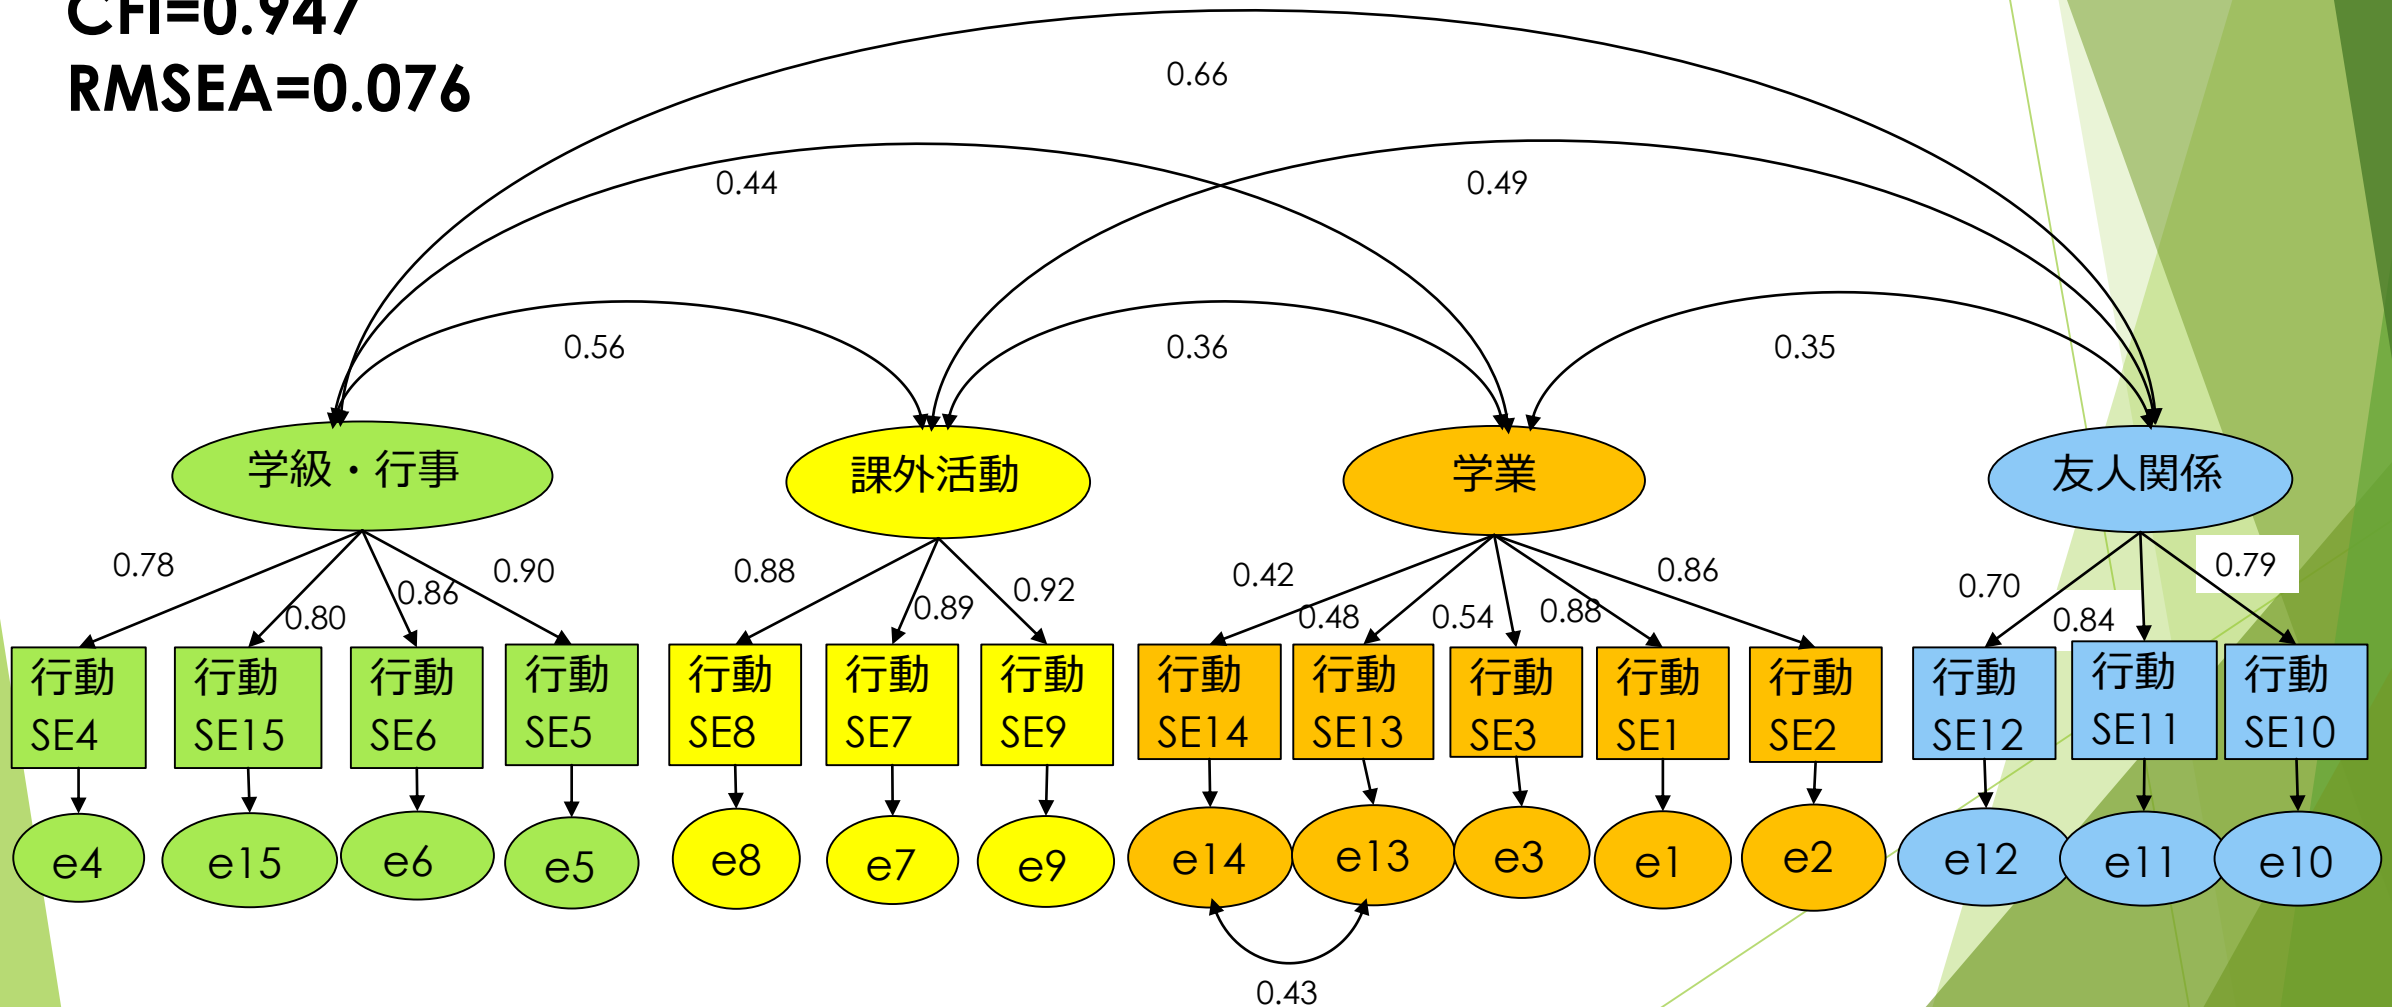 CFI=0.947
RMSEA=0.076
0.66
0.44
0.49
0.56
0.36
0.35
学級・行事
課外活動
学業
友人関係
0.78
0.80
0.86
0.90
0.88
0.89
0.92
0.42
0.48
0.54
0.88
0.86
0.70
0.84
0.79
行動
SE4
行動
SE15
行動
SE6
行動
SE5
行動
SE8
行動
SE7
行動
SE9
行動
SE14
行動
SE13
行動
SE3
行動
SE1
行動
SE2
行動
SE12
行動
SE11
行動
SE10
e4
e15
e6
e5
e8
e7
e9
e14
e13
e3
e1
e2
e12
e11
e10
0.43